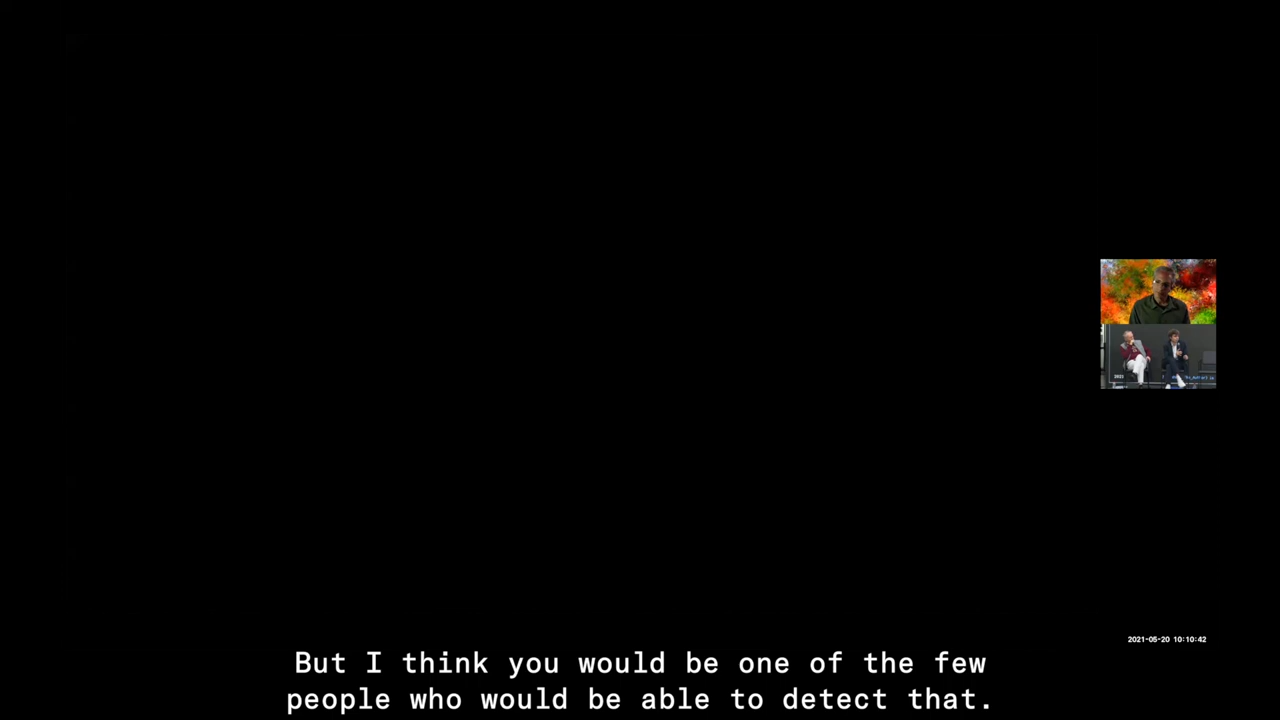 2021-05-20 10:10:42
But I think you would be one of the few
people who would be able to detect that.